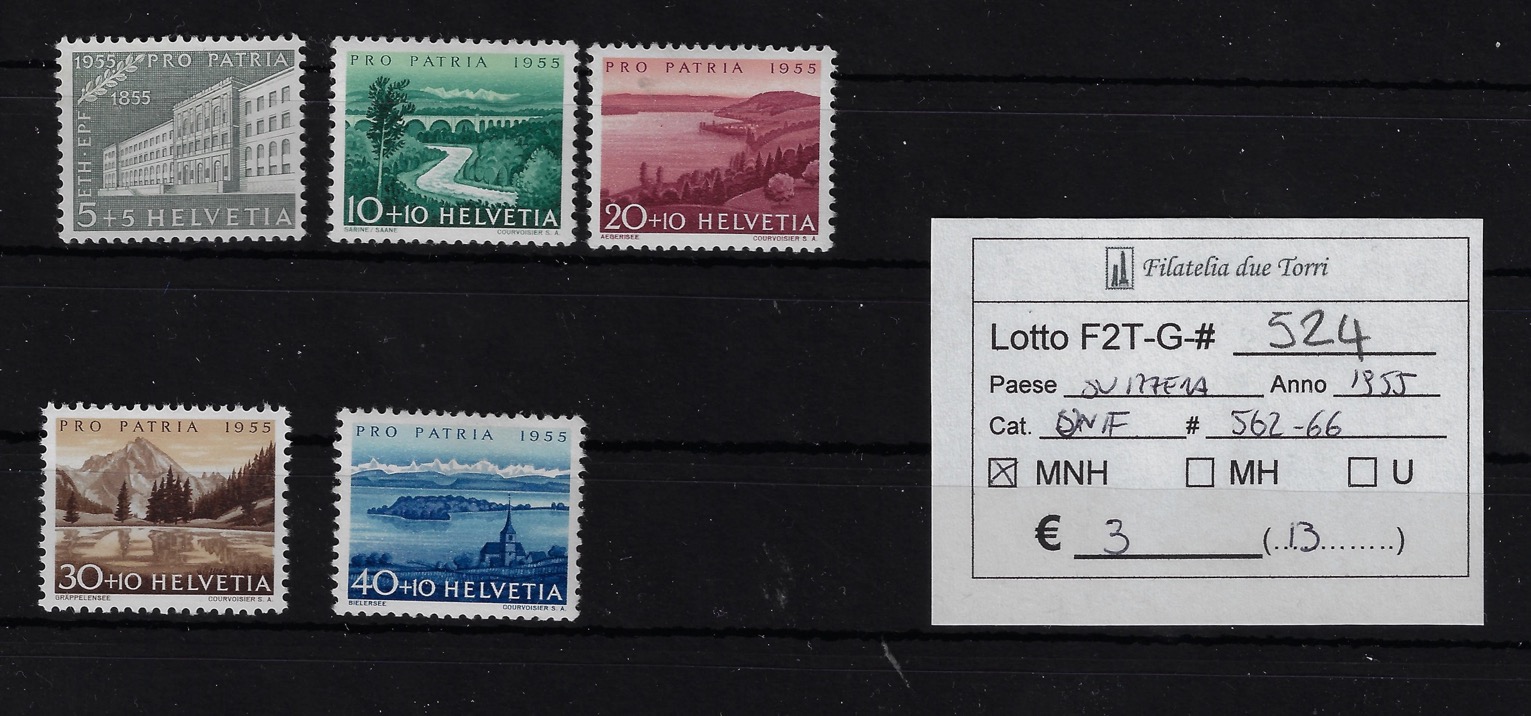 1955 PRO PATRIA
1855
ETH·EPF
5+5 HELVETIA
PRO PATRIA 1955
10+10 HELVETIA
SARINE / SAANE COURVOISIER S. A.
PRO PATRIA 1955
20+10 HELVETIA
AEGERISEE COURVOISIER S. A.
PRO PATRIA 1955
30+10 HELVETIA
GRÄPPELENSEE COURVOISIER S. A.
PRO PATRIA 1955
40+10 HELVETIA
BIELERSEE COURVOISIER S. A.
Filatelia due Torri
Lotto F2T-G-# 524
Paese SVIZZERA Anno 1955
Cat. UNIF # 562-66
MNH MH U
€ 3 (..13........)